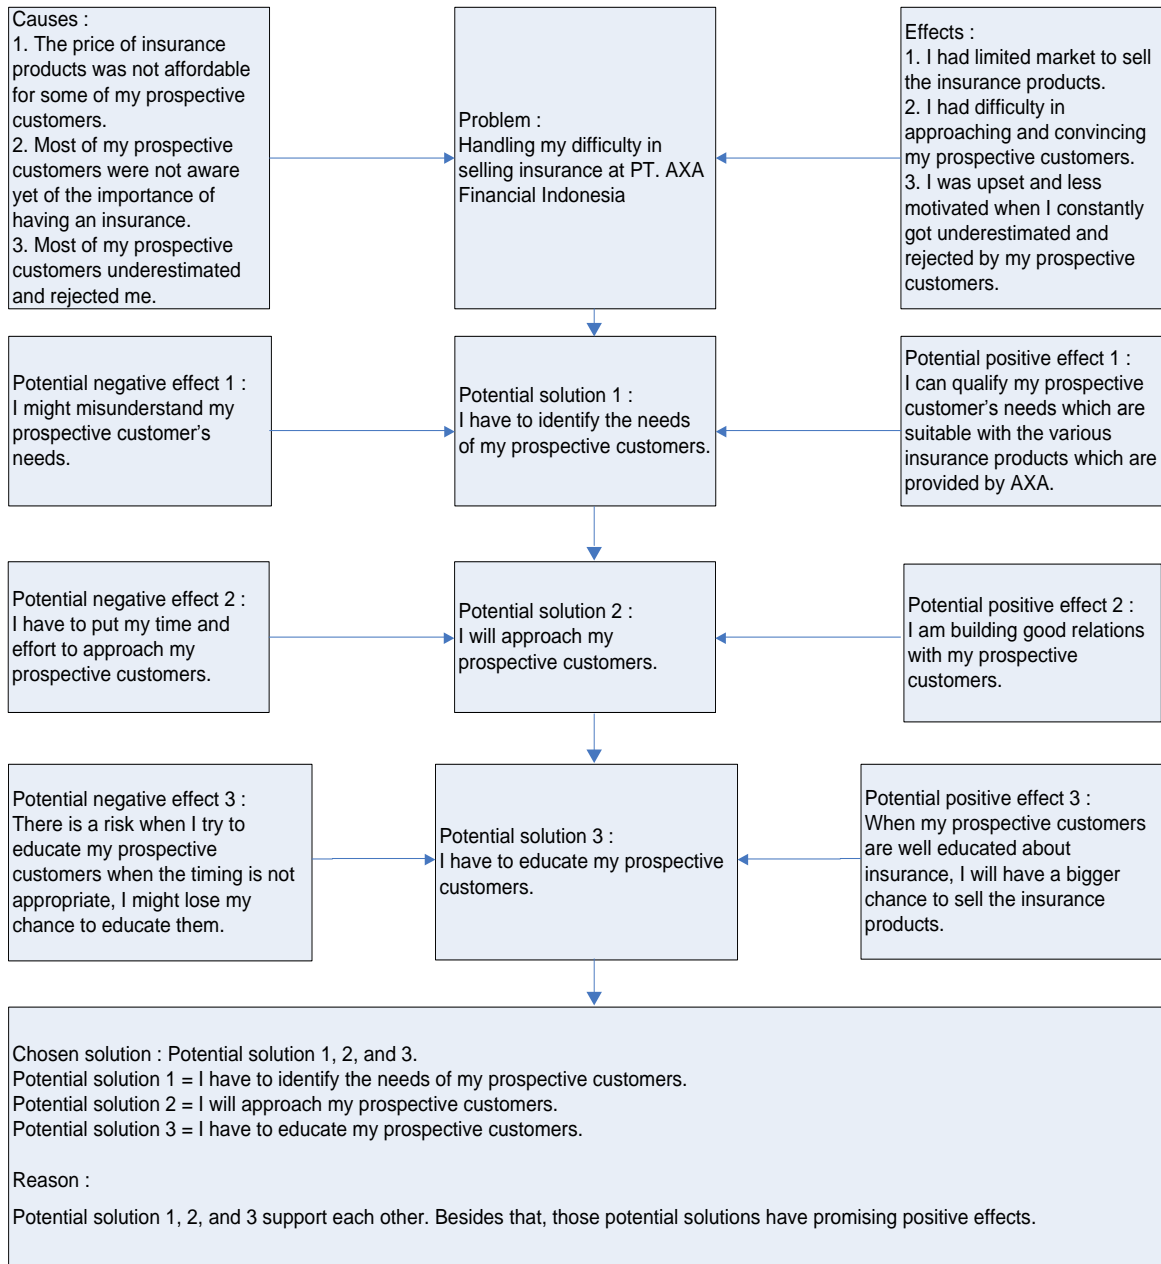 Causes :
1. The price of insurance
products was not affordable
for some of my prospective
customers.
2. Most of my prospective
customers were not aware
yet of the importance of
having an insurance.
3. Most of my prospective
customers underestimated
and rejected me.
Problem :
Handling my difficulty in
selling insurance at PT. AXA
Financial Indonesia
Effects :
1. I had limited market to sell
the insurance products.
2. I had difficulty in
approaching and convincing
my prospective customers.
3. I was upset and less
motivated when I constantly
got underestimated and
rejected by my prospective
customers.
Potential negative effect 1 :
I might misunderstand my
prospective customer's
needs.
Potential solution 1 :
I have to identify the needs
of my prospective customers.
Potential positive effect 1 :
I can qualify my prospective
customer's needs which are
suitable with the various
insurance products which are
provided by AXA.
Potential negative effect 2 :
I have to put my time and
effort to approach my
prospective customers.
Potential solution 2 :
I will approach my
prospective customers.
Potential positive effect 2 :
I am building good relations
with my prospective
customers.
Potential negative effect 3 :
There is a risk when I try to
educate my prospective
customers when the timing is not
appropriate, I might lose my
chance to educate them.
Potential solution 3 :
I have to educate my prospective
customers.
Potential positive effect 3 :
When my prospective customers
are well educated about
insurance, I will have a bigger
chance to sell the insurance
products.
Chosen solution : Potential solution 1, 2, and 3.
Potential solution 1 = I have to identify the needs of my prospective customers.
Potential solution 2 = I will approach my prospective customers.
Potential solution 3 = I have to educate my prospective customers.
Reason :
Potential solution 1, 2, and 3 support each other. Besides that, those potential solutions have promising positive effects.